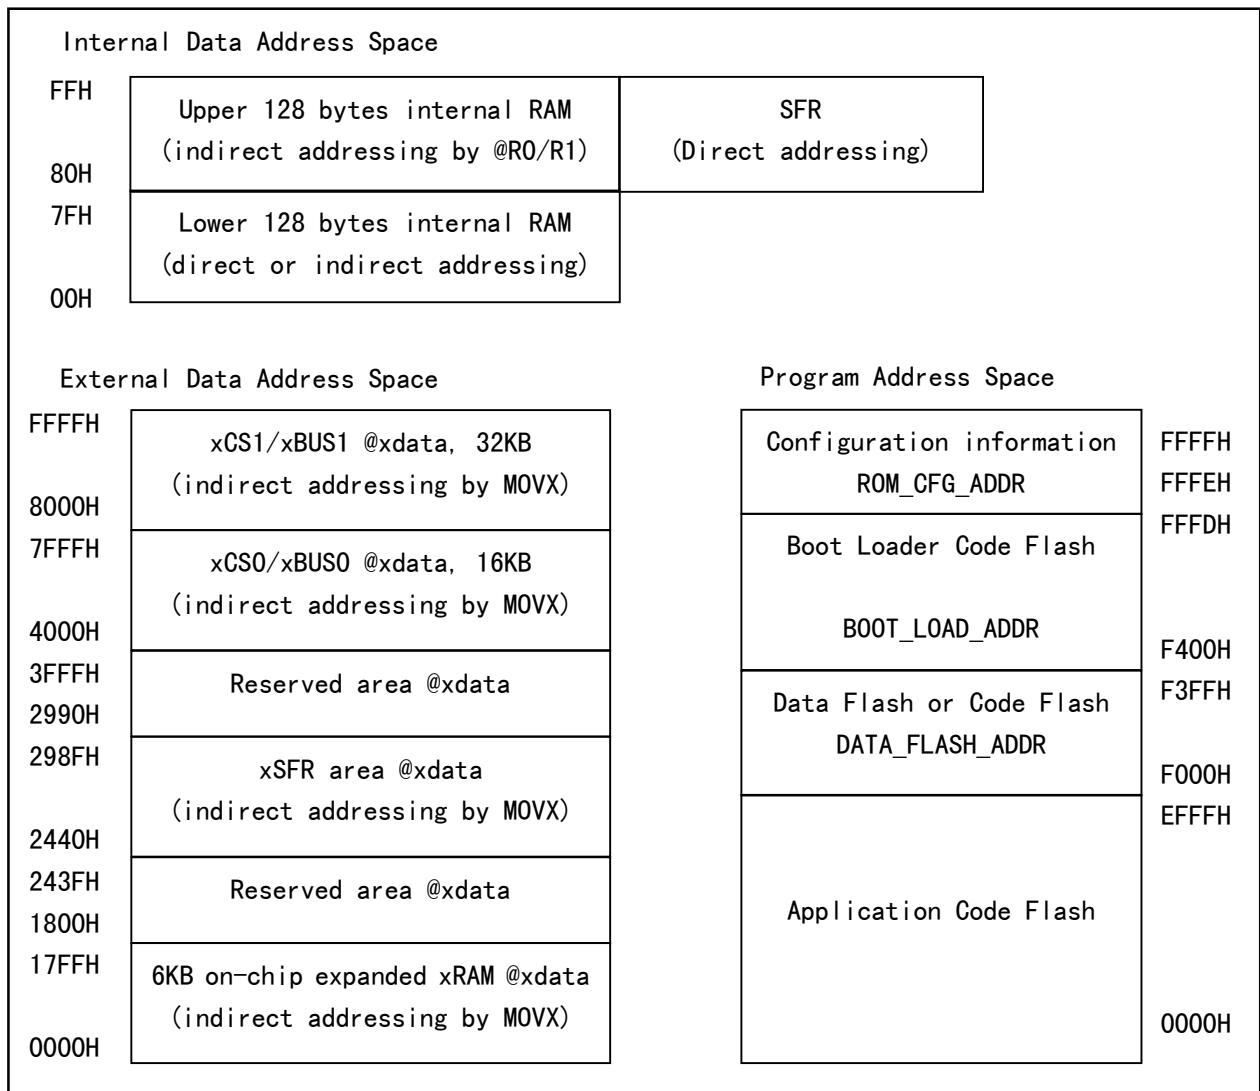 Internal Data Address Space
FFH
Upper 128 bytes internal RAM
SFR
(indirect addressing by @R0/R1)
(Direct addressing)
80H
7FH
Lower 128 bytes internal RAM
(direct or indirect addressing)
00H
External Data Address Space
FFFFH
xCS1/xBUS1 @xdata, 32KB
(indirect addressing by MOVX)
8000H
7FFFH
xCS0/xBUS0 @xdata, 16KB
(indirect addressing by MOVX)
4000H
3FFFH
Reserved area @xdata
2990H
298FH
xSFR area @xdata
(indirect addressing by MOVX)
2440H
243FH
Reserved area @xdata
1800H
17FFH
6KB on-chip expanded xRAM @xdata
(indirect addressing by MOVX)
0000H
Program Address Space
Configuration information
FFFFH
ROM_CFG_ADDR
FFFEH
FFFDH
Boot Loader Code Flash
BOOT_LOAD_ADDR
F400H
F3FFH
Data Flash or Code Flash
DATA_FLASH_ADDR
F000H
EFFFH
Application Code Flash
0000H